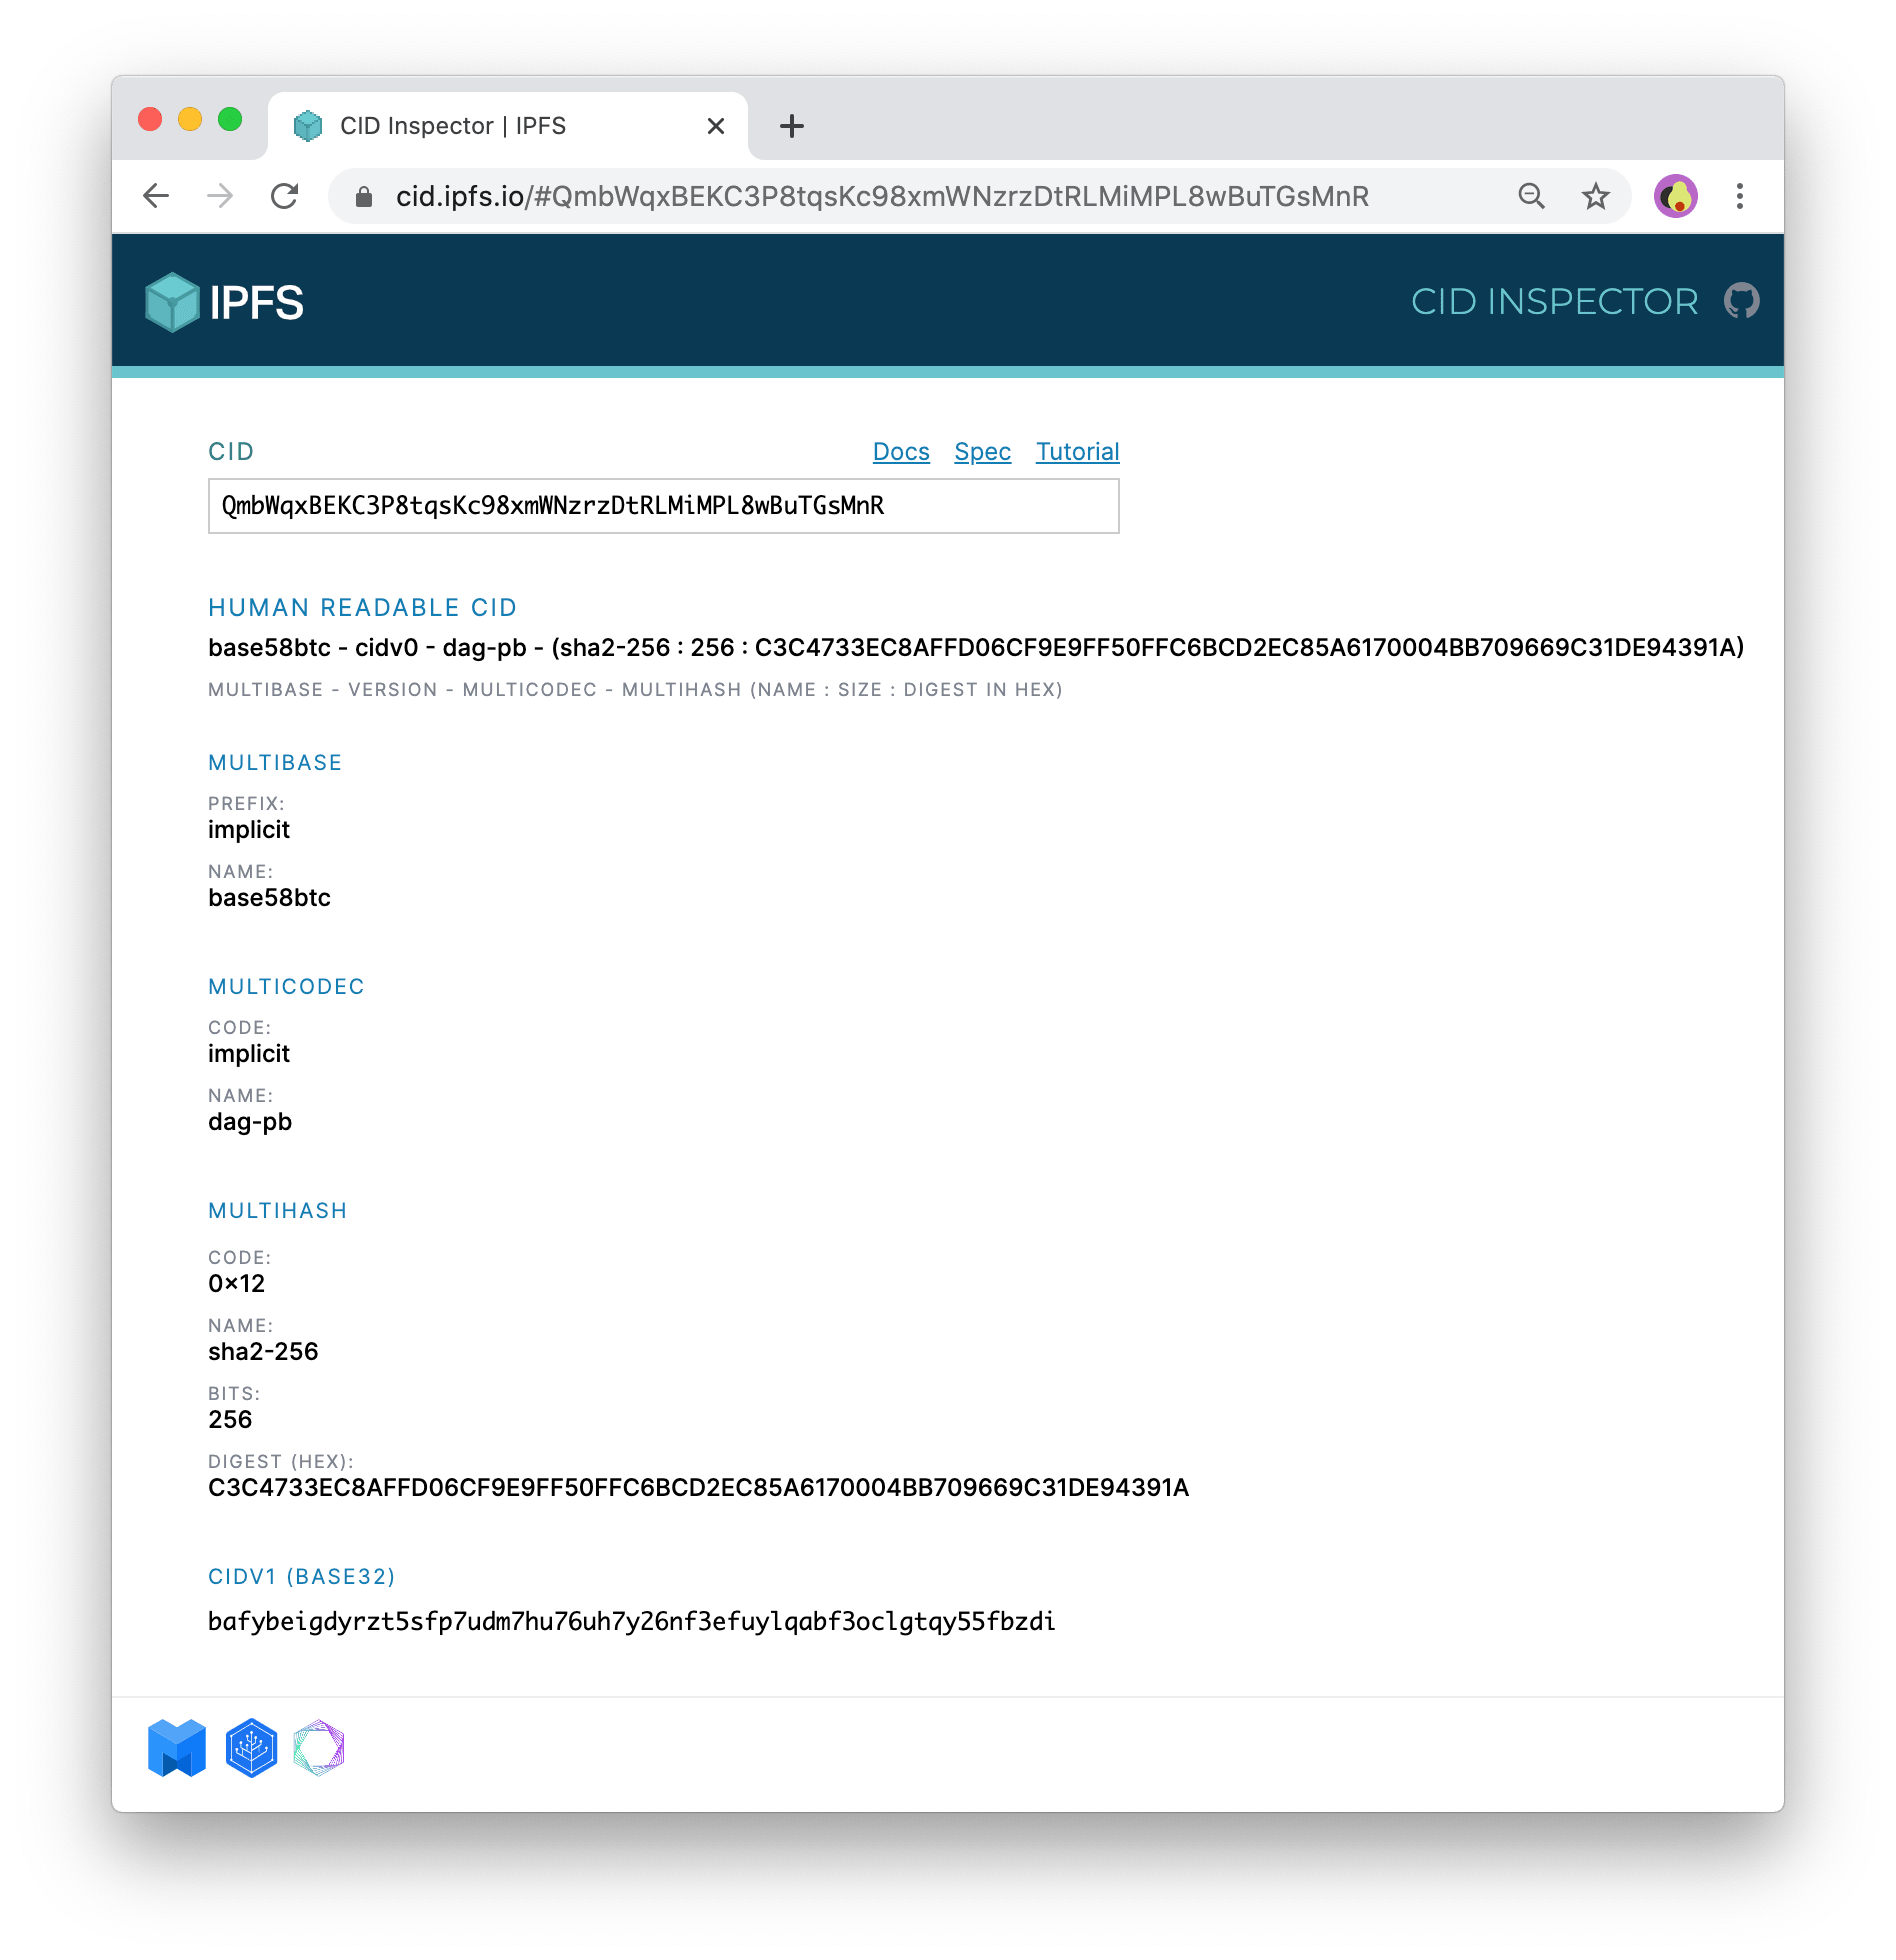 CID Inspector | IPFS
cid.ipfs.io/#QmbWqxBEKC3P8tqsKc98xmWNzrzDtRLMiMPL8wBuTGsMnR
IPFS
CID INSPECTOR
CID
Docs Spec Tutorial
QmbWqxBEKC3P8tqsKc98xmWNzrzDtRLMiMPL8wBuTGsMnR
HUMAN READABLE CID
base58btc - cidv0 - dag-pb - (sha2-256 : 256 : C3C4733EC8AFFD06CF9E9FF50FFC6BCD2EC85A6170004BB709669C31DE94391A)
MULTIBASE - VERSION - MULTICODEC - MULTIHASH (NAME : SIZE : DIGEST IN HEX)
MULTIBASE
PREFIX:
implicit
NAME:
base58btc
MULTICODEC
CODE:
implicit
NAME:
dag-pb
MULTIHASH
CODE:
0×12
NAME:
sha2-256
BITS:
256
DIGEST (HEX):
C3C4733EC8AFFD06CF9E9FF50FFC6BCD2EC85A6170004BB709669C31DE94391A
CIDV1 (BASE32)
bafybeigdyrzt5sfp7udm7hu76uh7y26nf3efuylqabf3oclgtqy55fbzdi